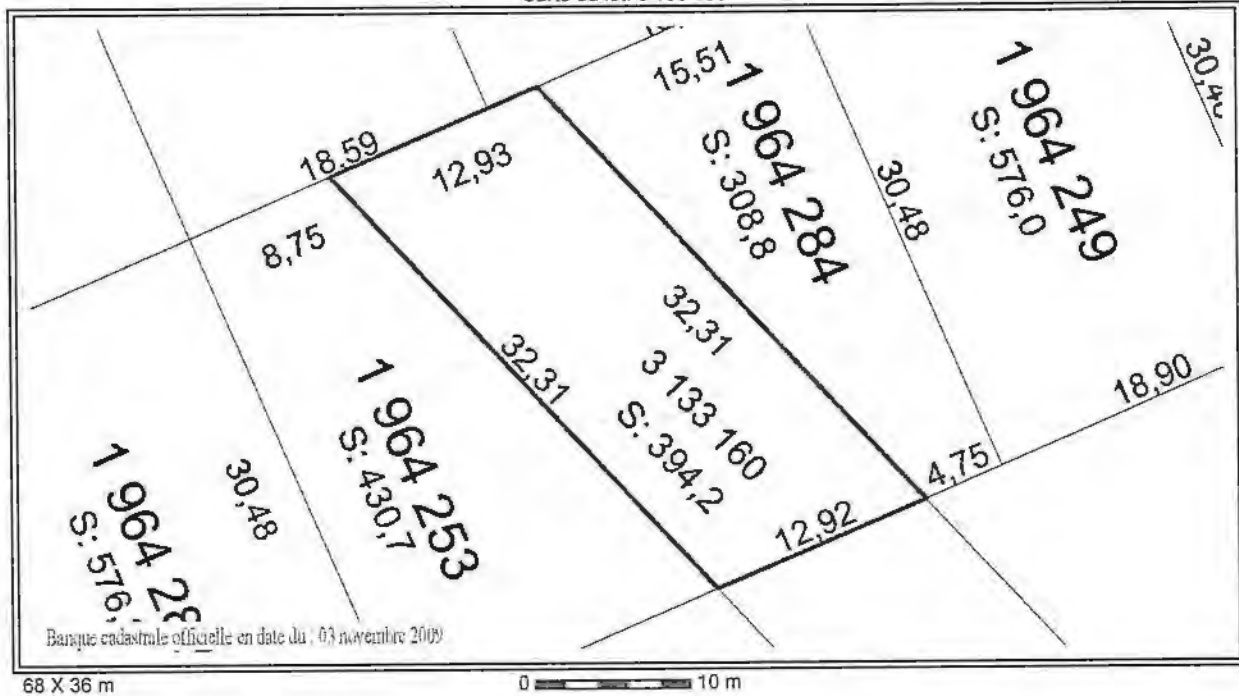 15,51
1 964 284
S: 308,8
1 964 249
S: 576,0
18.59
12,93
30,48
8,75
32,31
32,31
3 133 160
S: 394,2
18,90
4,75
12,92
1 964 253
S: 430,7
30,48
S: 576,
Banque cadastrale officielle en date du : 03 novembre 2009
68 X 36 m
0
10 m